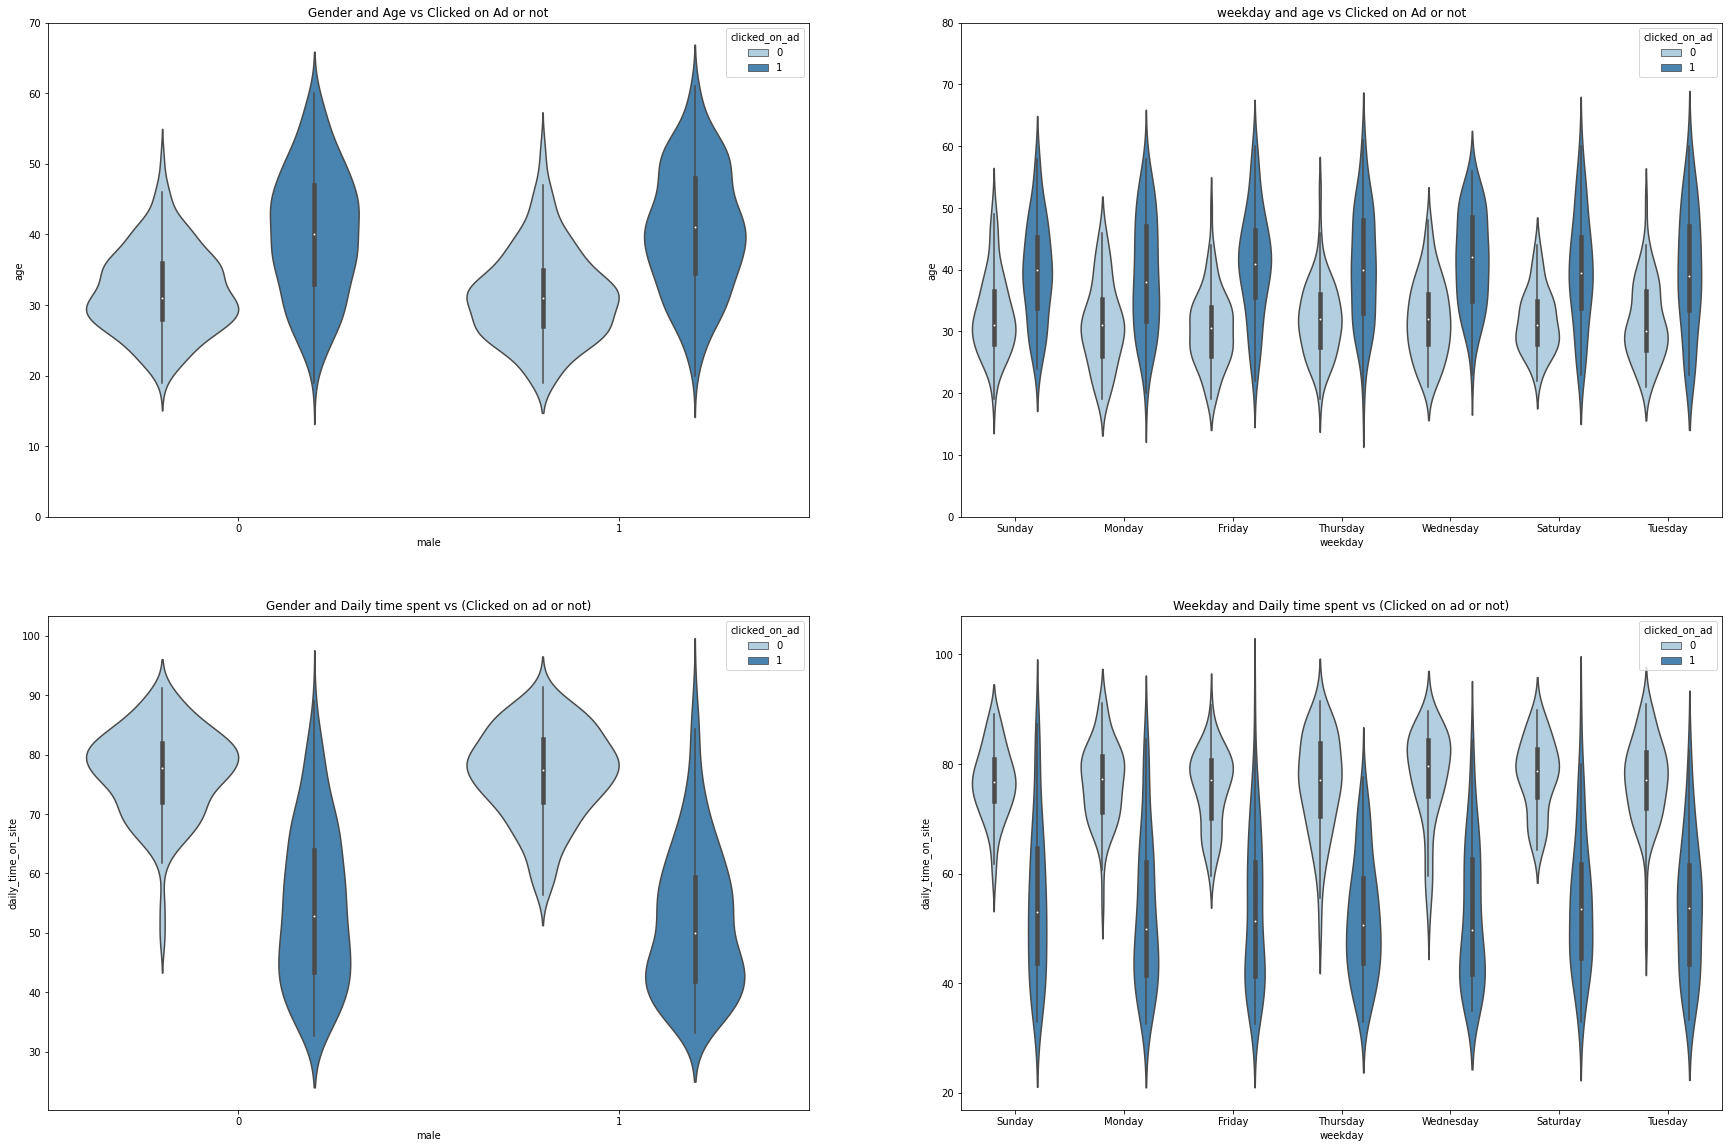 Gender and Age vs Clicked on Ad or not
clicked_on_ad
0
1
70
60
50
40
30
20
10
0
age
0
1
male
weekday and age vs Clicked on Ad or not
clicked_on_ad
0
1
80
70
60
50
40
30
20
10
0
age
Sunday Monday Friday Thursday Wednesday Saturday Tuesday
weekday
Gender and Daily time spent vs (Clicked on ad or not)
clicked_on_ad
0
1
100
90
80
70
60
50
40
30
daily_time_on_site
0
1
male
Weekday and Daily time spent vs (Clicked on ad or not)
clicked_on_ad
0
1
100
80
60
40
20
daily_time_on_site
Sunday Monday Friday Thursday Wednesday Saturday Tuesday
weekday